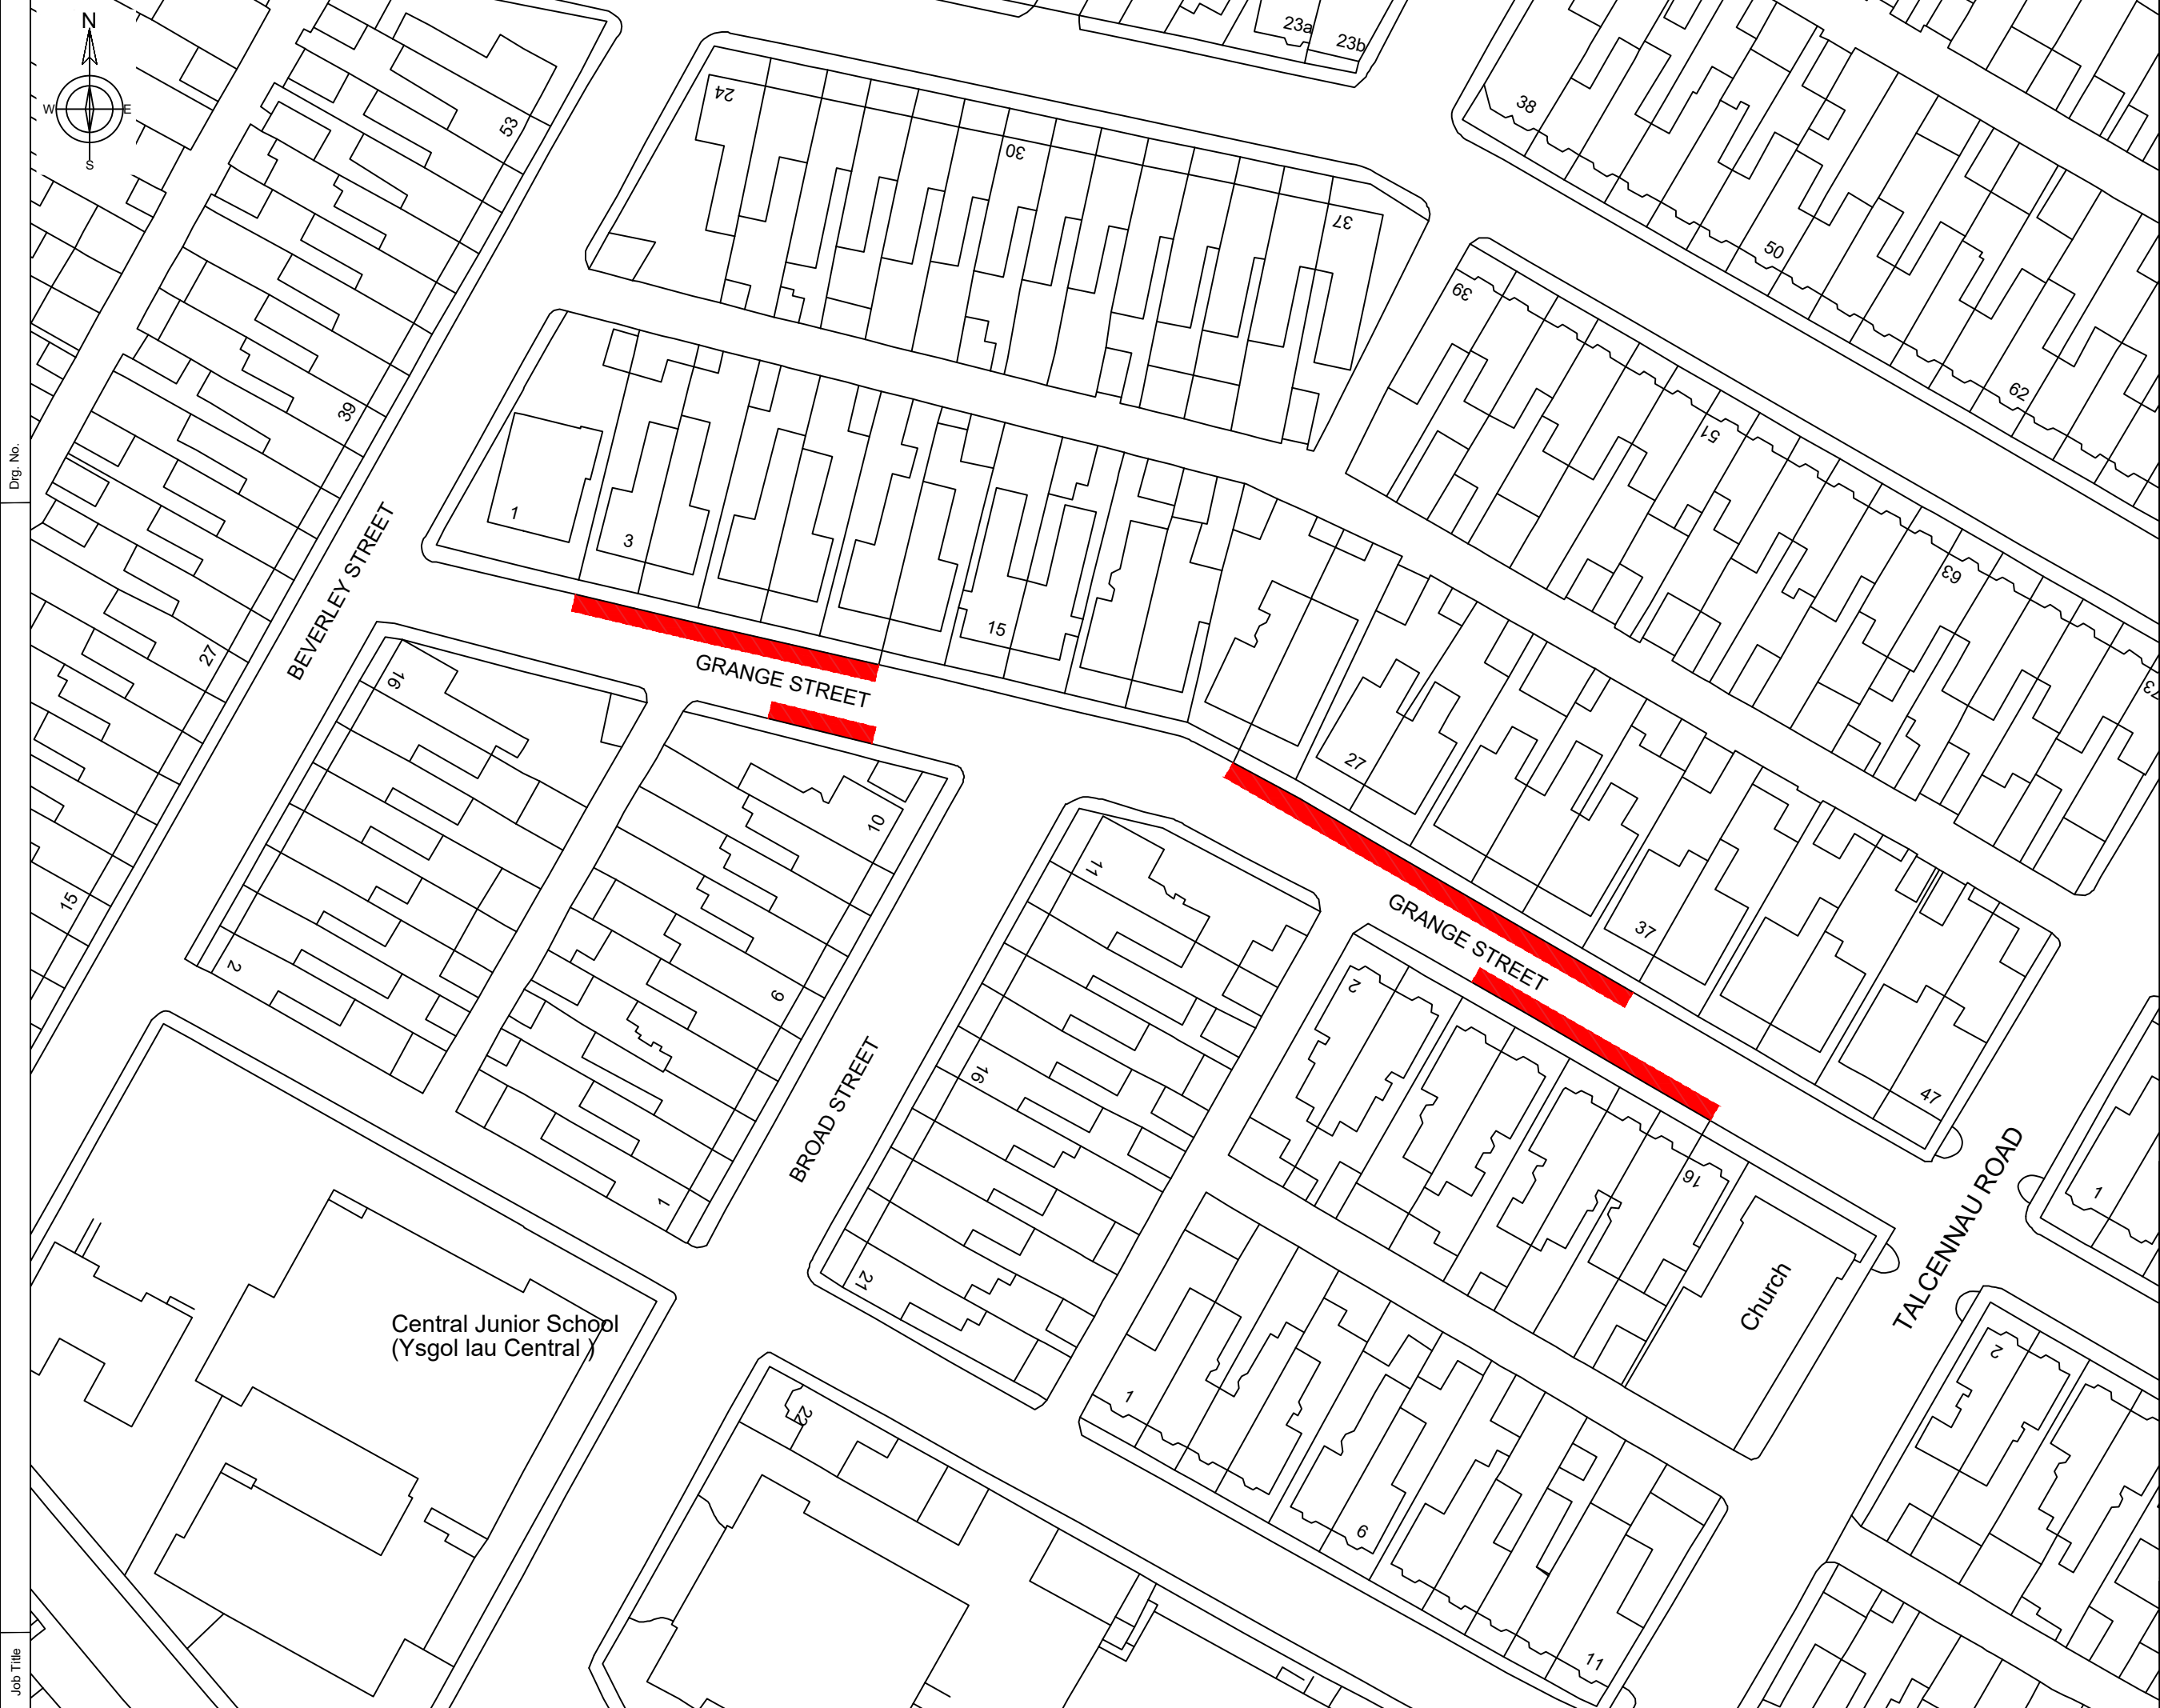 N
W
E
S
23a
23b
24
30
37
38
50
62
53
39
27
15
39
51
63
73
Drg. No.
BEVERLEY STREET
1
3
15
GRANGE STREET
27
37
47
GRANGE STREET
16
2
10
9
1
BROAD STREET
11
16
21
2
16
Church
TALCENNAU ROAD
1
2
Central Junior School
(Ysgol Iau Central )
22
1
6
11
Job Title